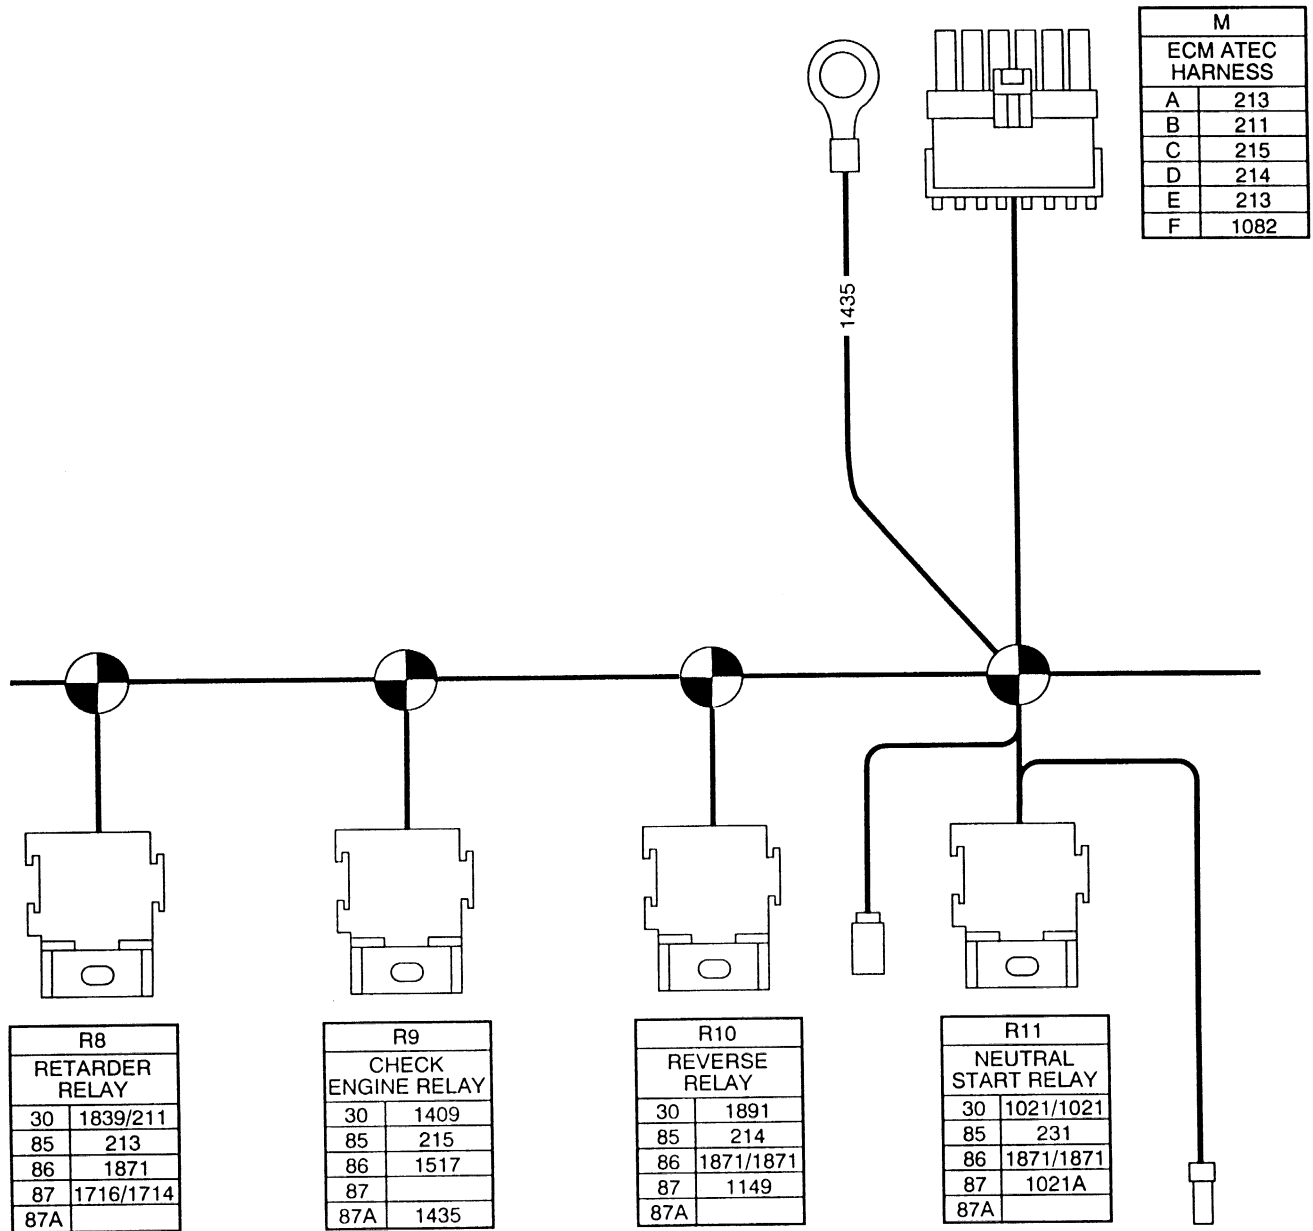 M
ECM ATEC
HARNESS
A 213
B 211
C 215
D 214
E 213
F 1082
1435
R8
RETARDER
RELAY
30 1839/211
85 213
86 1871
87 1716/1714
87A
R9
CHECK
ENGINE RELAY
30 1409
85 215
86 1517
87
87A 1435
R10
REVERSE
RELAY
30 1891
85 214
86 1871/1871
87 1149
87A
R11
NEUTRAL
START RELAY
30 1021/1021
85 231
86 1871/1871
87 1021A
87A